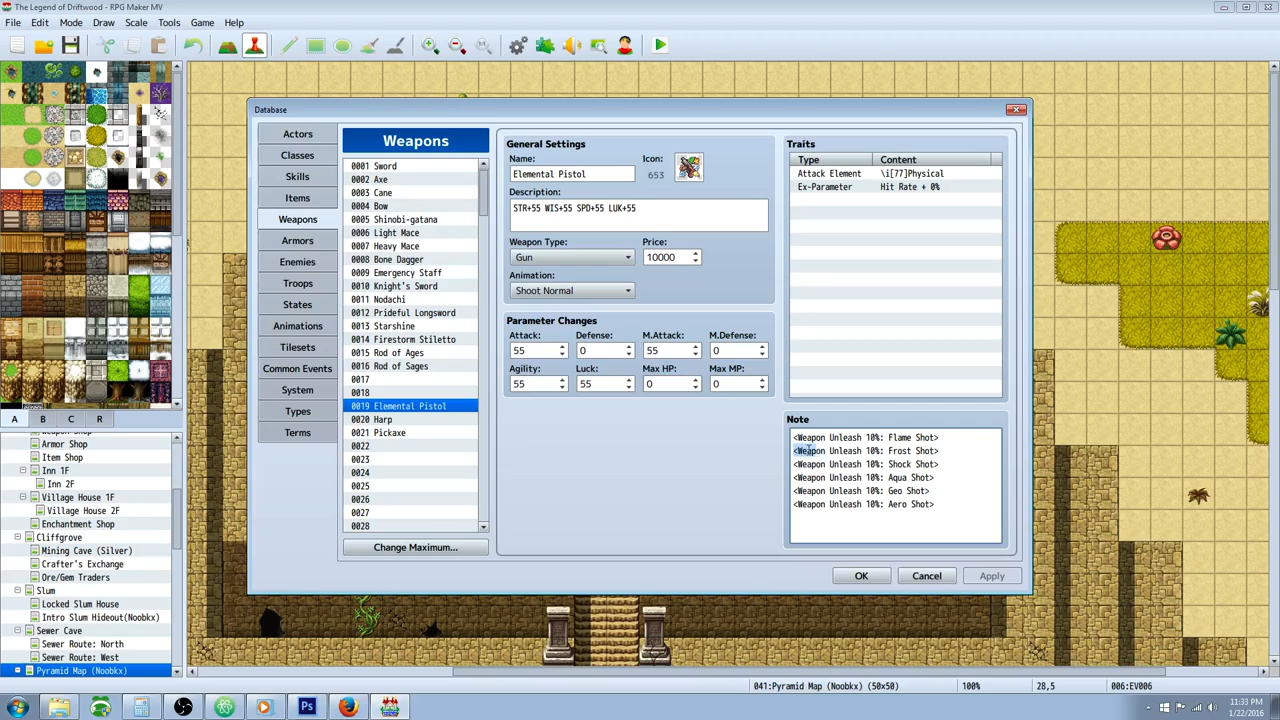 The Legend of Driftwood - RPG Maker MV
File Edit Mode Draw Scale Tools Game Help
Database
Actors
Classes
Skills
Items
Weapons
Armors
Enemies
Troops
States
Animations
Tilesets
Common Events
System
Types
Terms
Weapons
0001 Sword
0002 Axe
0003 Cane
0004 Bow
0005 Shinobi-gatana
0006 Light Mace
0007 Heavy Mace
0008 Bone Dagger
0009 Emergency Staff
0010 Knight's Sword
0011 Nodachi
0012 Prideful Longsword
0013 Starshine
0014 Firestorm Stiletto
0015 Rod of Ages
0016 Rod of Sages
0017
0018
0019 Elemental Pistol
0020 Harp
0021 Pickaxe
0022
0023
0024
0025
0026
0027
0028
Change Maximum...
General Settings
Name: Icon:
Elemental Pistol 653
Description:
STR+55 WIS+55 SPD+55 LUK+55
Weapon Type: Price:
Gun 10000
Animation:
Shoot Normal
Parameter Changes
Attack: Defense: M.Attack: M.Defense:
55 0 55 0
Agility: Luck: Max HP: Max MP:
55 55 0 0
Traits
Type Content
Attack Element \i[77]Physical
Ex-Parameter Hit Rate + 0%
Note
<Weapon Unleash 10%: Flame Shot>
<Weapon Unleash 10%: Frost Shot>
<Weapon Unleash 10%: Shock Shot>
<Weapon Unleash 10%: Aqua Shot>
<Weapon Unleash 10%: Geo Shot>
<Weapon Unleash 10%: Aero Shot>
OK Cancel Apply
A B C R
Armor Shop
Item Shop
Inn 1F
Inn 2F
Village House 1F
Village House 2F
Enchantment Shop
Cliffgrove
Mining Cave (Silver)
Crafter's Exchange
Ore/Gem Traders
Slum
Locked Slum House
Intro Slum Hideout(Noobkx)
Sewer Cave
Sewer Route: North
Sewer Route: West
Pyramid Map (Noobkx)
041:Pyramid Map (Noobkx) (50x50) 100% 28,5 006:EV006
Ps
11:33 PM
1/22/2016